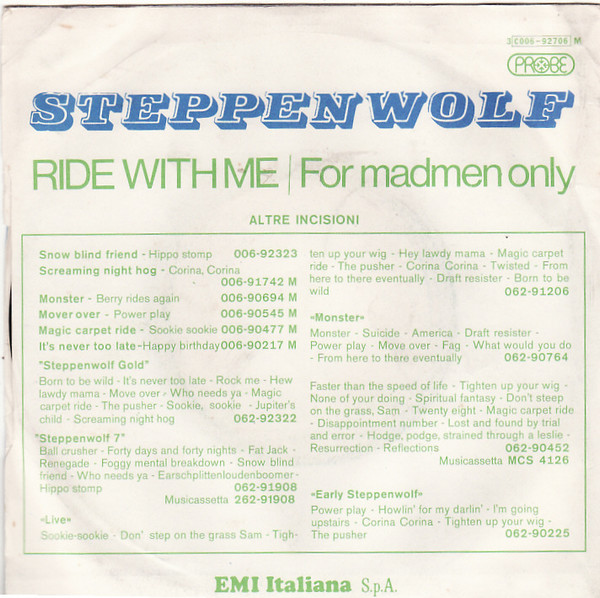 3C006-92706 M
PROBE
STEPPENWOLF
RIDE WITH ME | For madmen only
ALTRE INCISIONI
Snow blind friend - Hippo stomp 006-92323
Screaming night hog - Corina, Corina
006-91742 M
Monster - Berry rides again 006-90694 M
Mover over - Power play 006-90545 M
Magic carpet ride - Sookie sookie 006-90477 M
It's never too late-Happy birthday 006-90217 M
"Steppenwolf Gold"
Born to be wild - It's never too late - Rock me - Hew
lawdy mama - Move over - Who needs ya - Magic
carpet ride - The pusher - Sookie, sookie - Jupiter's
child - Screaming night hog 062-92322
"Steppenwolf 7"
Ball crusher - Forty days and forty nights - Fat Jack -
Renegade - Foggy mental breakdown - Snow blind
friend - Who needs ya - Earschplittenloudenboomer-
Hippo stomp 062-91908
Musicassetta 262-91908
«Live»
Sookie-sookie - Don' step on the grass Sam - Tigh-
ten up your wig - Hey lawdy mama - Magic carpet
ride - The pusher - Corina Corina - Twisted - From
here to there eventually - Draft resister - Born to be
wild 062-91206
«Monster»
Monster - Suicide - America - Draft resister -
Power play - Move over - Fag - What would you do
- From here to there eventually 062-90764
Faster than the speed of life - Tighten up your wig -
None of your doing - Spiritual fantasy - Don't steep
on the grass, Sam - Twenty eight - Magic carpet ride
- Disappointment number - Lost and found by trial
and error - Hodge, podge, strained through a leslie -
Resurrection - Reflections 062-90452
Musicassetta MCS 4126
«Early Steppenwolf»
Power play - Howlin' for my darlin' - I'm going
upstairs - Corina Corina - Tighten up your wig -
The pusher 062-90225
EMI Italiana S.p.A.